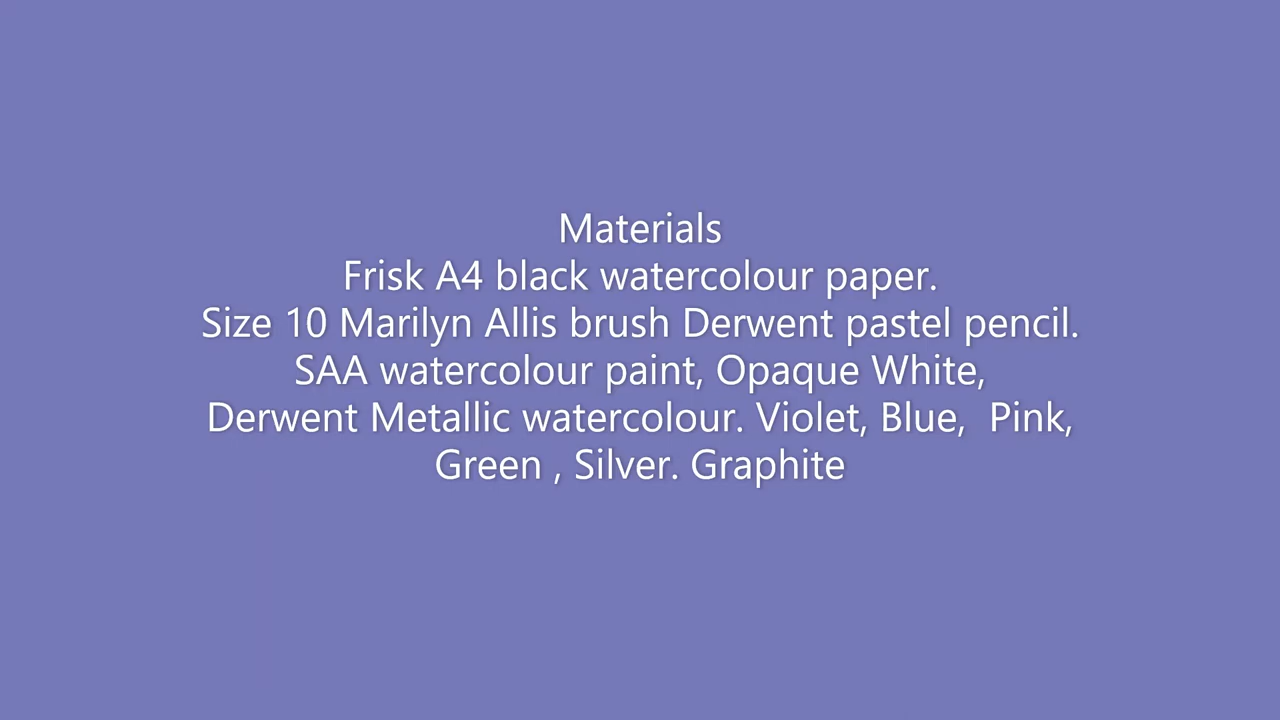 Materials
Frisk A4 black watercolour paper.
Size 10 Marilyn Allis brush Derwent pastel pencil.
SAA watercolour paint, Opaque White,
Derwent Metallic watercolour. Violet, Blue,  Pink,
Green , Silver. Graphite